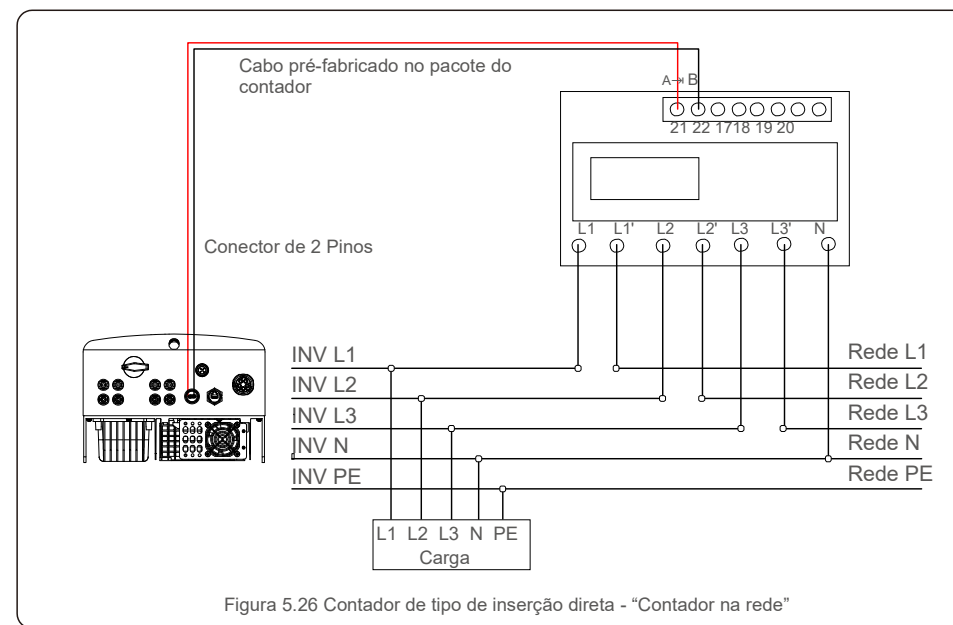 Cabo pré-fabricado no pacote do
contador
A B
21 22 1718 19 20
L1 L1' L2 L2' L3 L3' N
Conector de 2 Pinos
INV L1 Rede L1
INV L2 Rede L2
INV L3 Rede L3
INV N Rede N
INV PE Rede PE
L1 L2 L3 N PE
Carga
Figura 5.26 Contador de tipo de inserção direta - “Contador na rede”